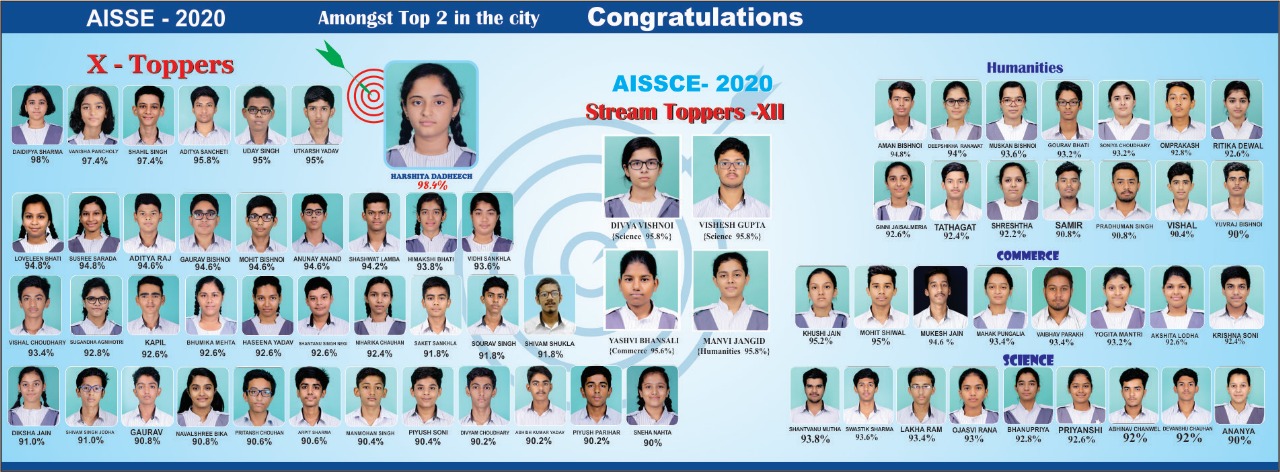 AISSE - 2020
Amongst Top 2 in the city
Congratulations
X - Toppers
DAIDIPYA SHARMA
98%
VANSHA PANCHOLY
97.4%
SHAHIL SINGH
97.4%
ADITYA SANCHETI
95.8%
UDAY SINGH
95%
UTKARSH YADAV
95%
HARSHITA DADHEECH
98.4%
LOVELEEN BHATI
94.8%
SUSREE SARADA
94.8%
ADITYA RAJ
94.6%
GAURAV BISHNOI
94.6%
MOHIT BISHNOI
94.6%
ANUNAY ANAND
94.6%
SHASHWAT LAMBA
94.2%
HIMAKSHI BHATI
93.8%
VIDHI SANKHLA
93.6%
VISHAL CHOUDHARY
93.4%
SUGANDHA AGNIHOTRI
92.8%
KAPIL
92.6%
BHUMIKA MEHTA
92.6%
HASEENA YADAV
92.6%
SHANTANU SINGH
92.6%
NIHARIKA CHAUHAN
92.4%
SAKET SANKHLA
91.8%
SOURAV SINGH
91.8%
SHIVAM SHUKLA
91.8%
DIKSHA JAIN
91.0%
SHIVAM SINGH JODHA
91.0%
GAURAV
90.8%
NAVALSHREE BIKA
90.8%
PRITANSH CHOUHAN
90.6%
ARPIT SHARMA
90.6%
MANMOHAN SINGH
90.4%
PIYUSH SONI
90.4%
DIVYAM CHOUDHARY
90.2%
ASHISH KUMAR YADAV
90.2%
PIYUSH PARIHAR
90.2%
SNEHA NAHTA
90%
AISSCE- 2020
Stream Toppers -XII
DIVYA VISHNOI
{Science 95.8%}
VISHESH GUPTA
{Science 95.8%}
YASHVI BHANSALI
{Commerce 95.6%}
MANVI JANGID
{Humanities 95.8%}
Humanities
AMAN BISHNOI
94.8%
DEEPSHIKHA RANAWAT
94%
MUSKAN BISHNOI
93.6%
GOURAV BHATI
93.2%
SONIYA CHOUDHARY
93.2%
OMPRAKASH
92.8%
RITIKA DEWAL
92.6%
GINNI JAISALMERIA
92.6%
TATHAGAT
92.4%
SHRESHTHA
92.2%
SAMIR
90.8%
PRADHUMAN SINGH
90.8%
VISHAL
90.4%
YUVRAJ BISHNOI
90%
COMMERCE
KHUSHI JAIN
95.2%
MOHIT SHIWAL
95%
MUKESH JAIN
94.6 %
MAHAK PUNGALIA
93.4%
VAIBHAV PARAKH
93.4%
YOGITA MANTRI
93.2%
AKSHITA LODHA
92.6%
KRISHNA SONI
92.4%
SCIENCE
SHANTVANU MUTHA
93.8%
SWASTIK SHARMA
93.6%
LAKHA RAM
93.4%
OJASVI RANA
93%
BHANUPRIYA
92.8%
PRIYANSHI
92.6%
ABHINAV CHANWEL
92%
DEVANSHU CHAUHAN
92%
ANANYA
90%